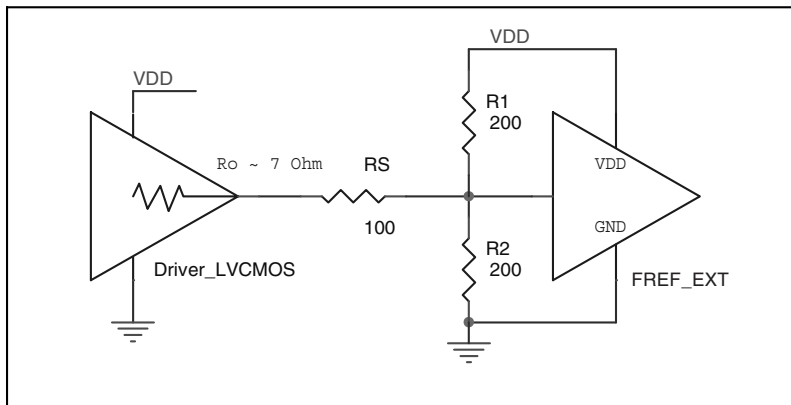 VDD
VDD
R1
200
Ro ~ 7 Ohm
RS
VDD
100
GND
R2
200
Driver_LVCMOS
FREF_EXT